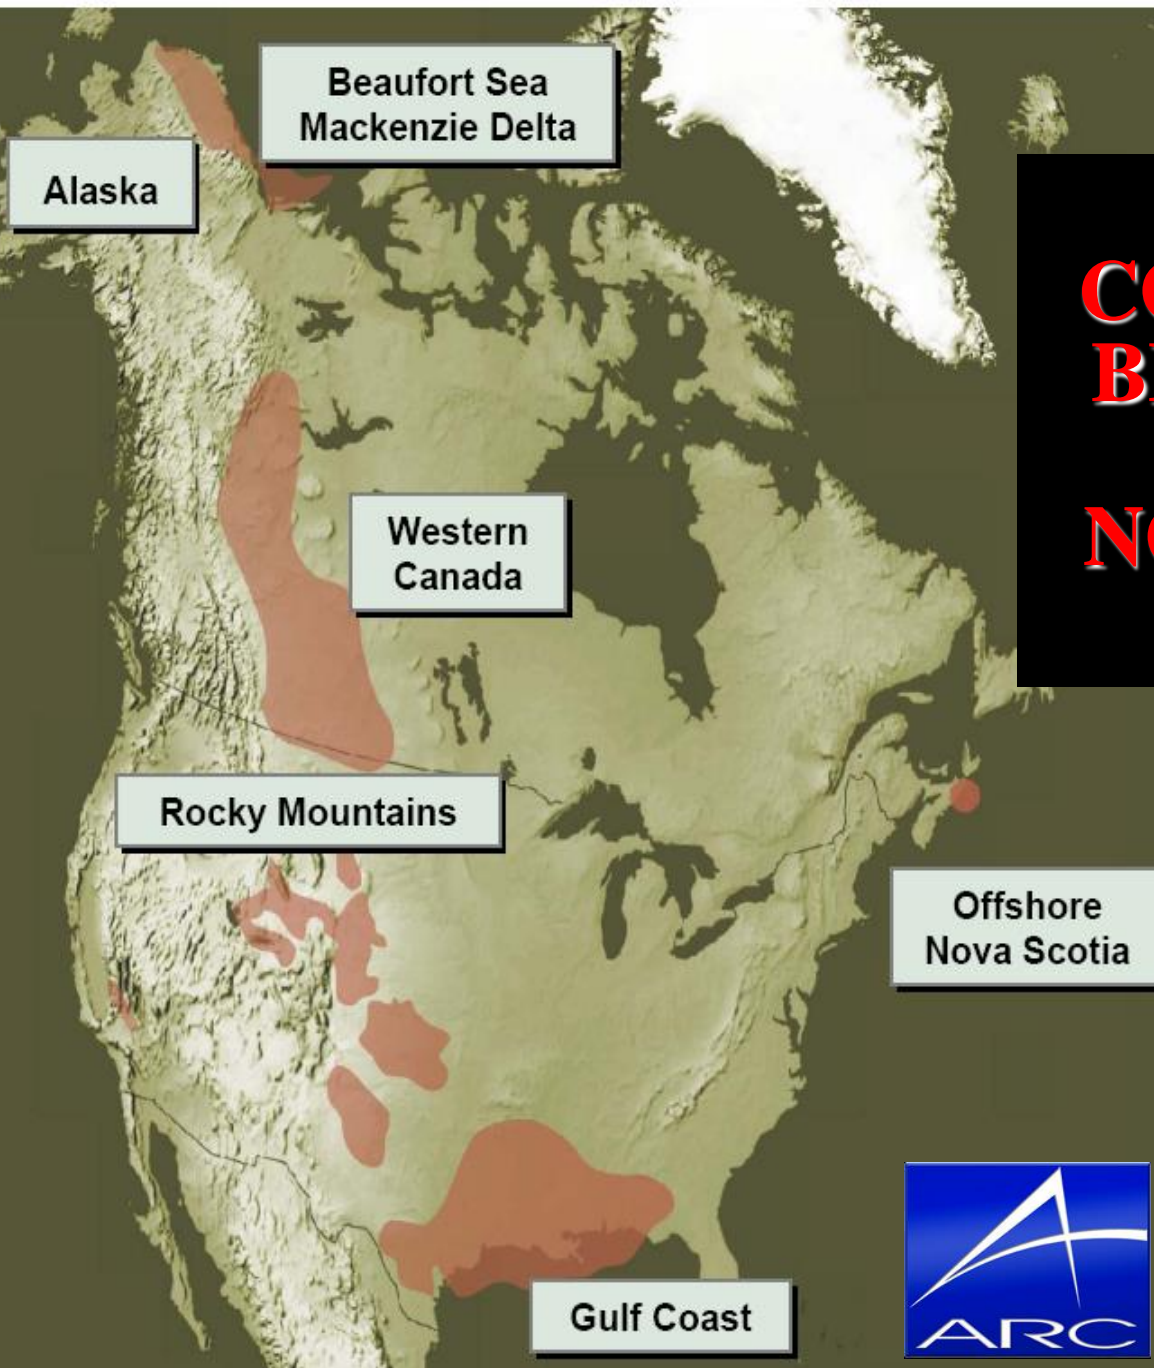 Beaufort Sea
Mackenzie Delta
Alaska
Western
Canada
Rocky Mountains
Offshore
Nova Scotia
Gulf Coast
ARC